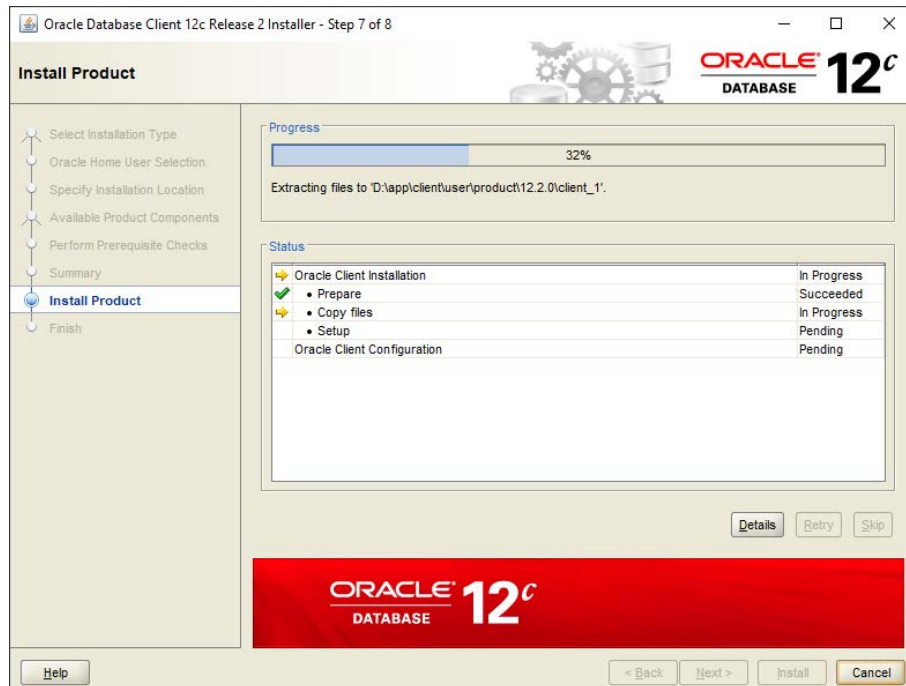 Oracle Database Client 12c Release 2 Installer - Step 7 of 8
Install Product
ORACLE
DATABASE
12c
Select Installation Type
Oracle Home User Selection
Specify Installation Location
Available Product Components
Perform Prerequisite Checks
Summary
Install Product
Finish
Progress
32%
Extracting files to 'D:\app\client\user\product\12.2.0\client_1'.
Status
Oracle Client Installation In Progress
• Prepare Succeeded
• Copy files In Progress
• Setup Pending
Oracle Client Configuration Pending
Details Retry Skip
ORACLE
DATABASE
12c
Help < Back Next > Install Cancel